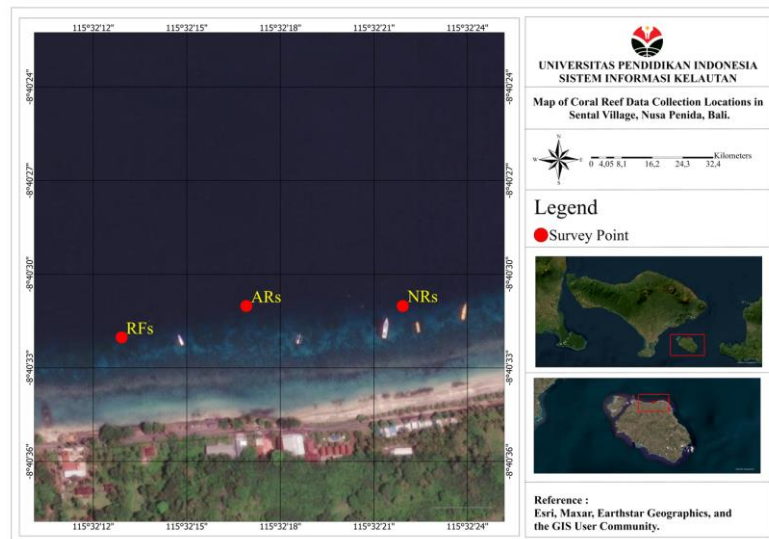 115°32'12" 115°32'15" 115°32'18" 115°32'21" 115°32'24"
-8°40'24" -8°40'24"
-8°40'27" -8°40'27"
-8°40'30" -8°40'30"
ARs NRs
RFs
-8°40'33" -8°40'33"
-8°40'36" -8°40'36"
115°32'12" 115°32'15" 115°32'18" 115°32'21" 115°32'24"
UNIVERSITAS PENDIDIKAN INDONESIA
SISTEM INFORMASI KELAUTAN
Map of Coral Reef Data Collection Locations in
Sental Village, Nusa Penida, Bali.
N
W E
S
Kilometers
0 4,05 8,1 16,2 24,3 32,4
Legend
Survey Point
Reference :
Esri, Maxar, Earthstar Geographics, and
the GIS User Community.